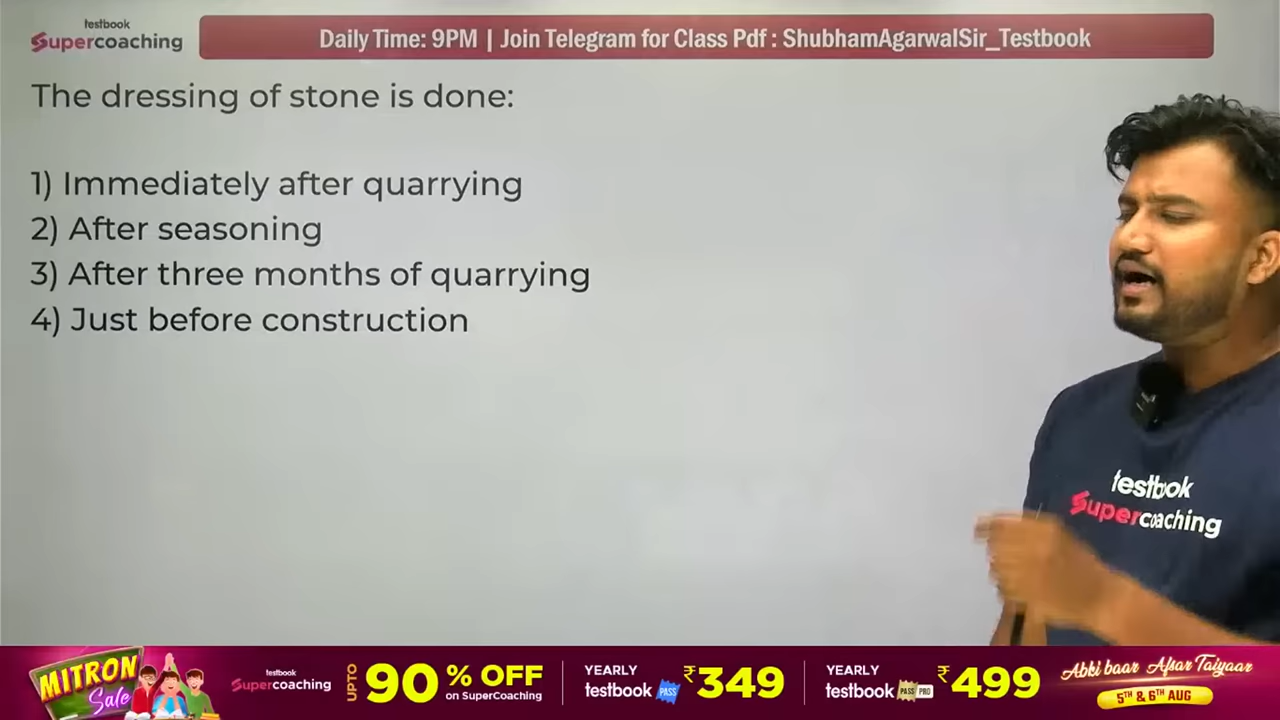 testbook
Supercoaching
Daily Time: 9PM | Join Telegram for Class Pdf : ShubhamAgarwalSir_Testbook
The dressing of stone is done:
1) Immediately after quarrying
2) After seasoning
3) After three months of quarrying
4) Just before construction
testbook
Supercoaching
MITRON
Sale
testbook
Supercoaching
UPTO 90% OFF
on SuperCoaching
YEARLY
testbook PASS
₹349
YEARLY
testbook PASS PRO
₹499
Abki baar Afsar Taiyaar
5TH & 6TH AUG